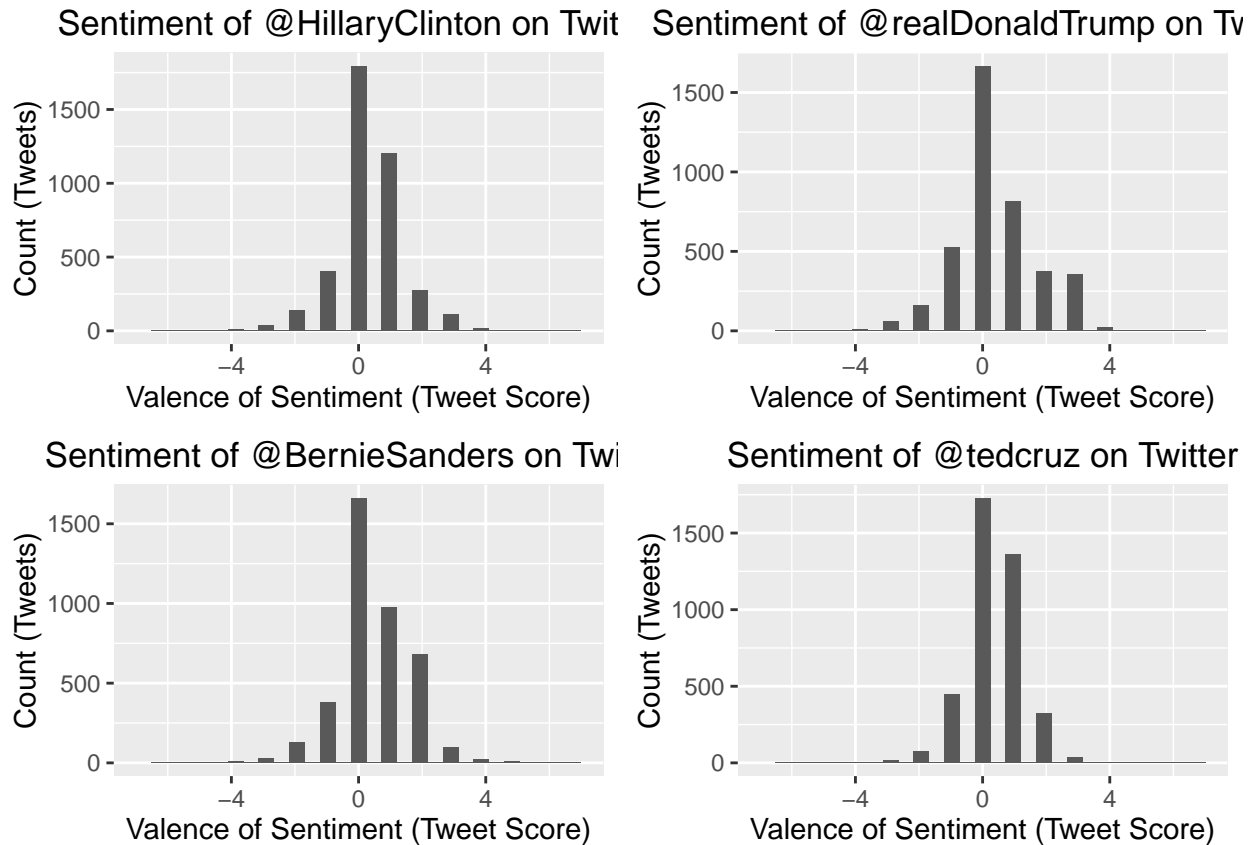 Sentiment of @HillaryClinton on Twit
Count (Tweets)
1500
1000
500
0
−4 0 4
Valence of Sentiment (Tweet Score)
Sentiment of @realDonaldTrump on Tw
Count (Tweets)
1500
1000
500
0
−4 0 4
Valence of Sentiment (Tweet Score)
Sentiment of @BernieSanders on Twi
Count (Tweets)
1500
1000
500
0
−4 0 4
Valence of Sentiment (Tweet Score)
Sentiment of @tedcruz on Twitter
Count (Tweets)
1500
1000
500
0
−4 0 4
Valence of Sentiment (Tweet Score)